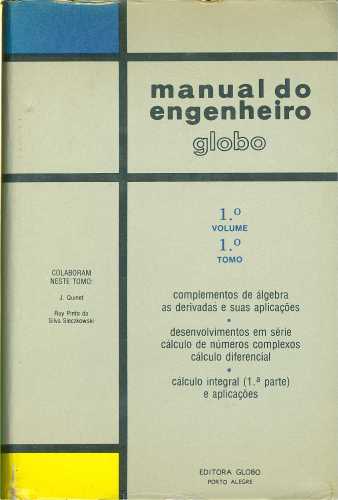 manual do
engenheiro
globo
1.º
VOLUME
1.º
TOMO
COLABORAM
NESTE TOMO:
J. Quinet
Ruy Pinto da
Silva Sieczkowski
complementos de álgebra
as derivadas e suas aplicações
•
desenvolvimentos em série
cálculo de números complexos
cálculo diferencial
•
cálculo integral (1.ª parte)
e aplicações
EDITORA GLOBO
PORTO ALEGRE